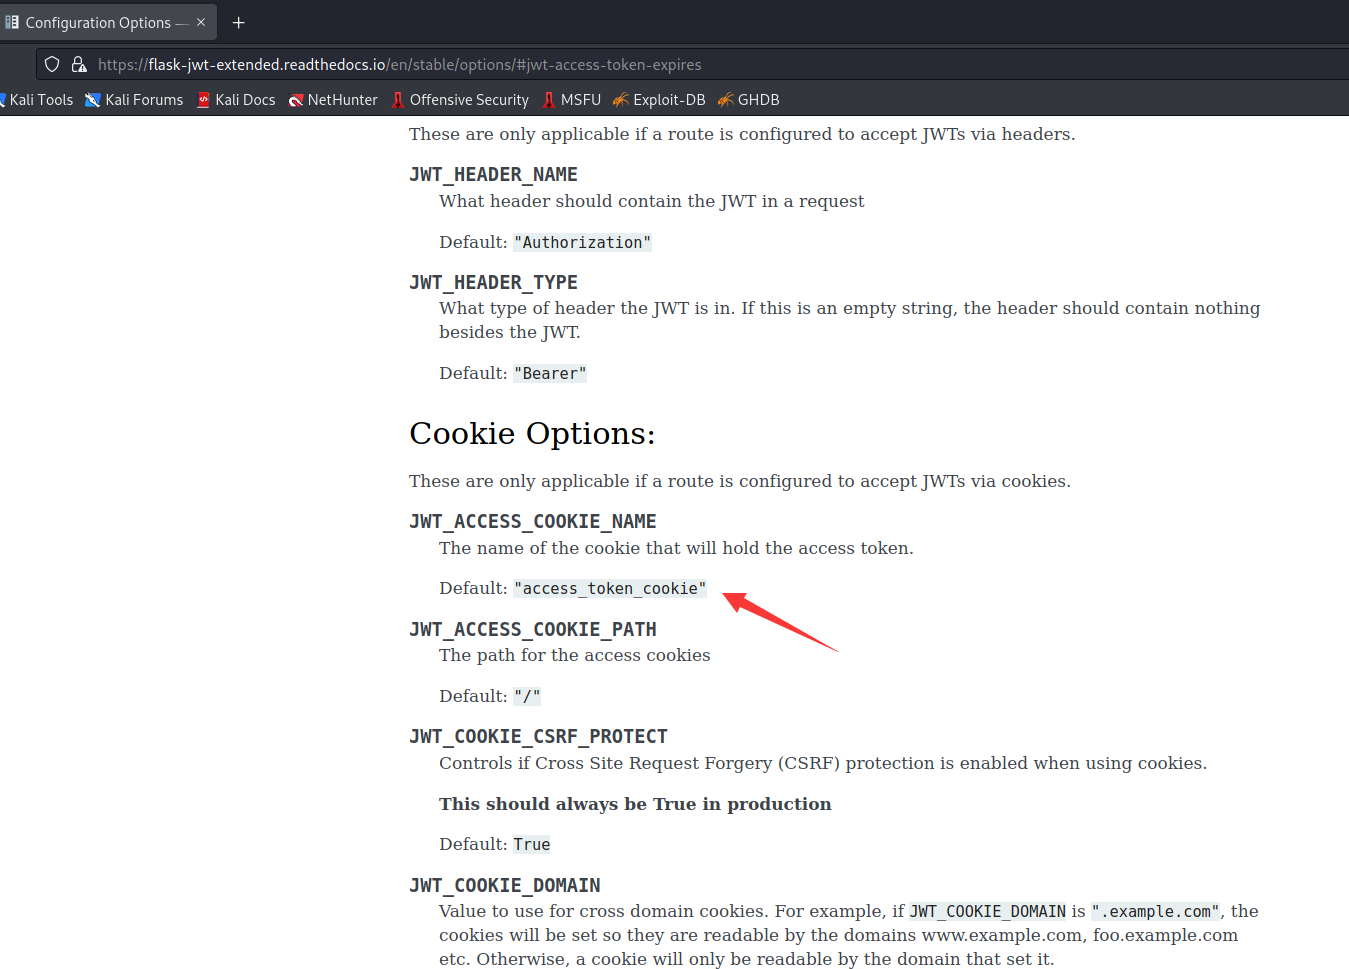 Configuration Options —
https://flask-jwt-extended.readthedocs.io/en/stable/options/#jwt-access-token-expires
Kali Tools Kali Forums Kali Docs NetHunter Offensive Security MSFU Exploit-DB GHDB
These are only applicable if a route is configured to accept JWTs via headers.
JWT_HEADER_NAME
What header should contain the JWT in a request
Default: "Authorization"
JWT_HEADER_TYPE
What type of header the JWT is in. If this is an empty string, the header should contain nothing
besides the JWT.
Default: "Bearer"
Cookie Options:
These are only applicable if a route is configured to accept JWTs via cookies.
JWT_ACCESS_COOKIE_NAME
The name of the cookie that will hold the access token.
Default: "access_token_cookie"
JWT_ACCESS_COOKIE_PATH
The path for the access cookies
Default: "/"
JWT_COOKIE_CSRF_PROTECT
Controls if Cross Site Request Forgery (CSRF) protection is enabled when using cookies.
This should always be True in production
Default: True
JWT_COOKIE_DOMAIN
Value to use for cross domain cookies. For example, if JWT_COOKIE_DOMAIN is ".example.com", the
cookies will be set so they are readable by the domains www.example.com, foo.example.com
etc. Otherwise, a cookie will only be readable by the domain that set it.